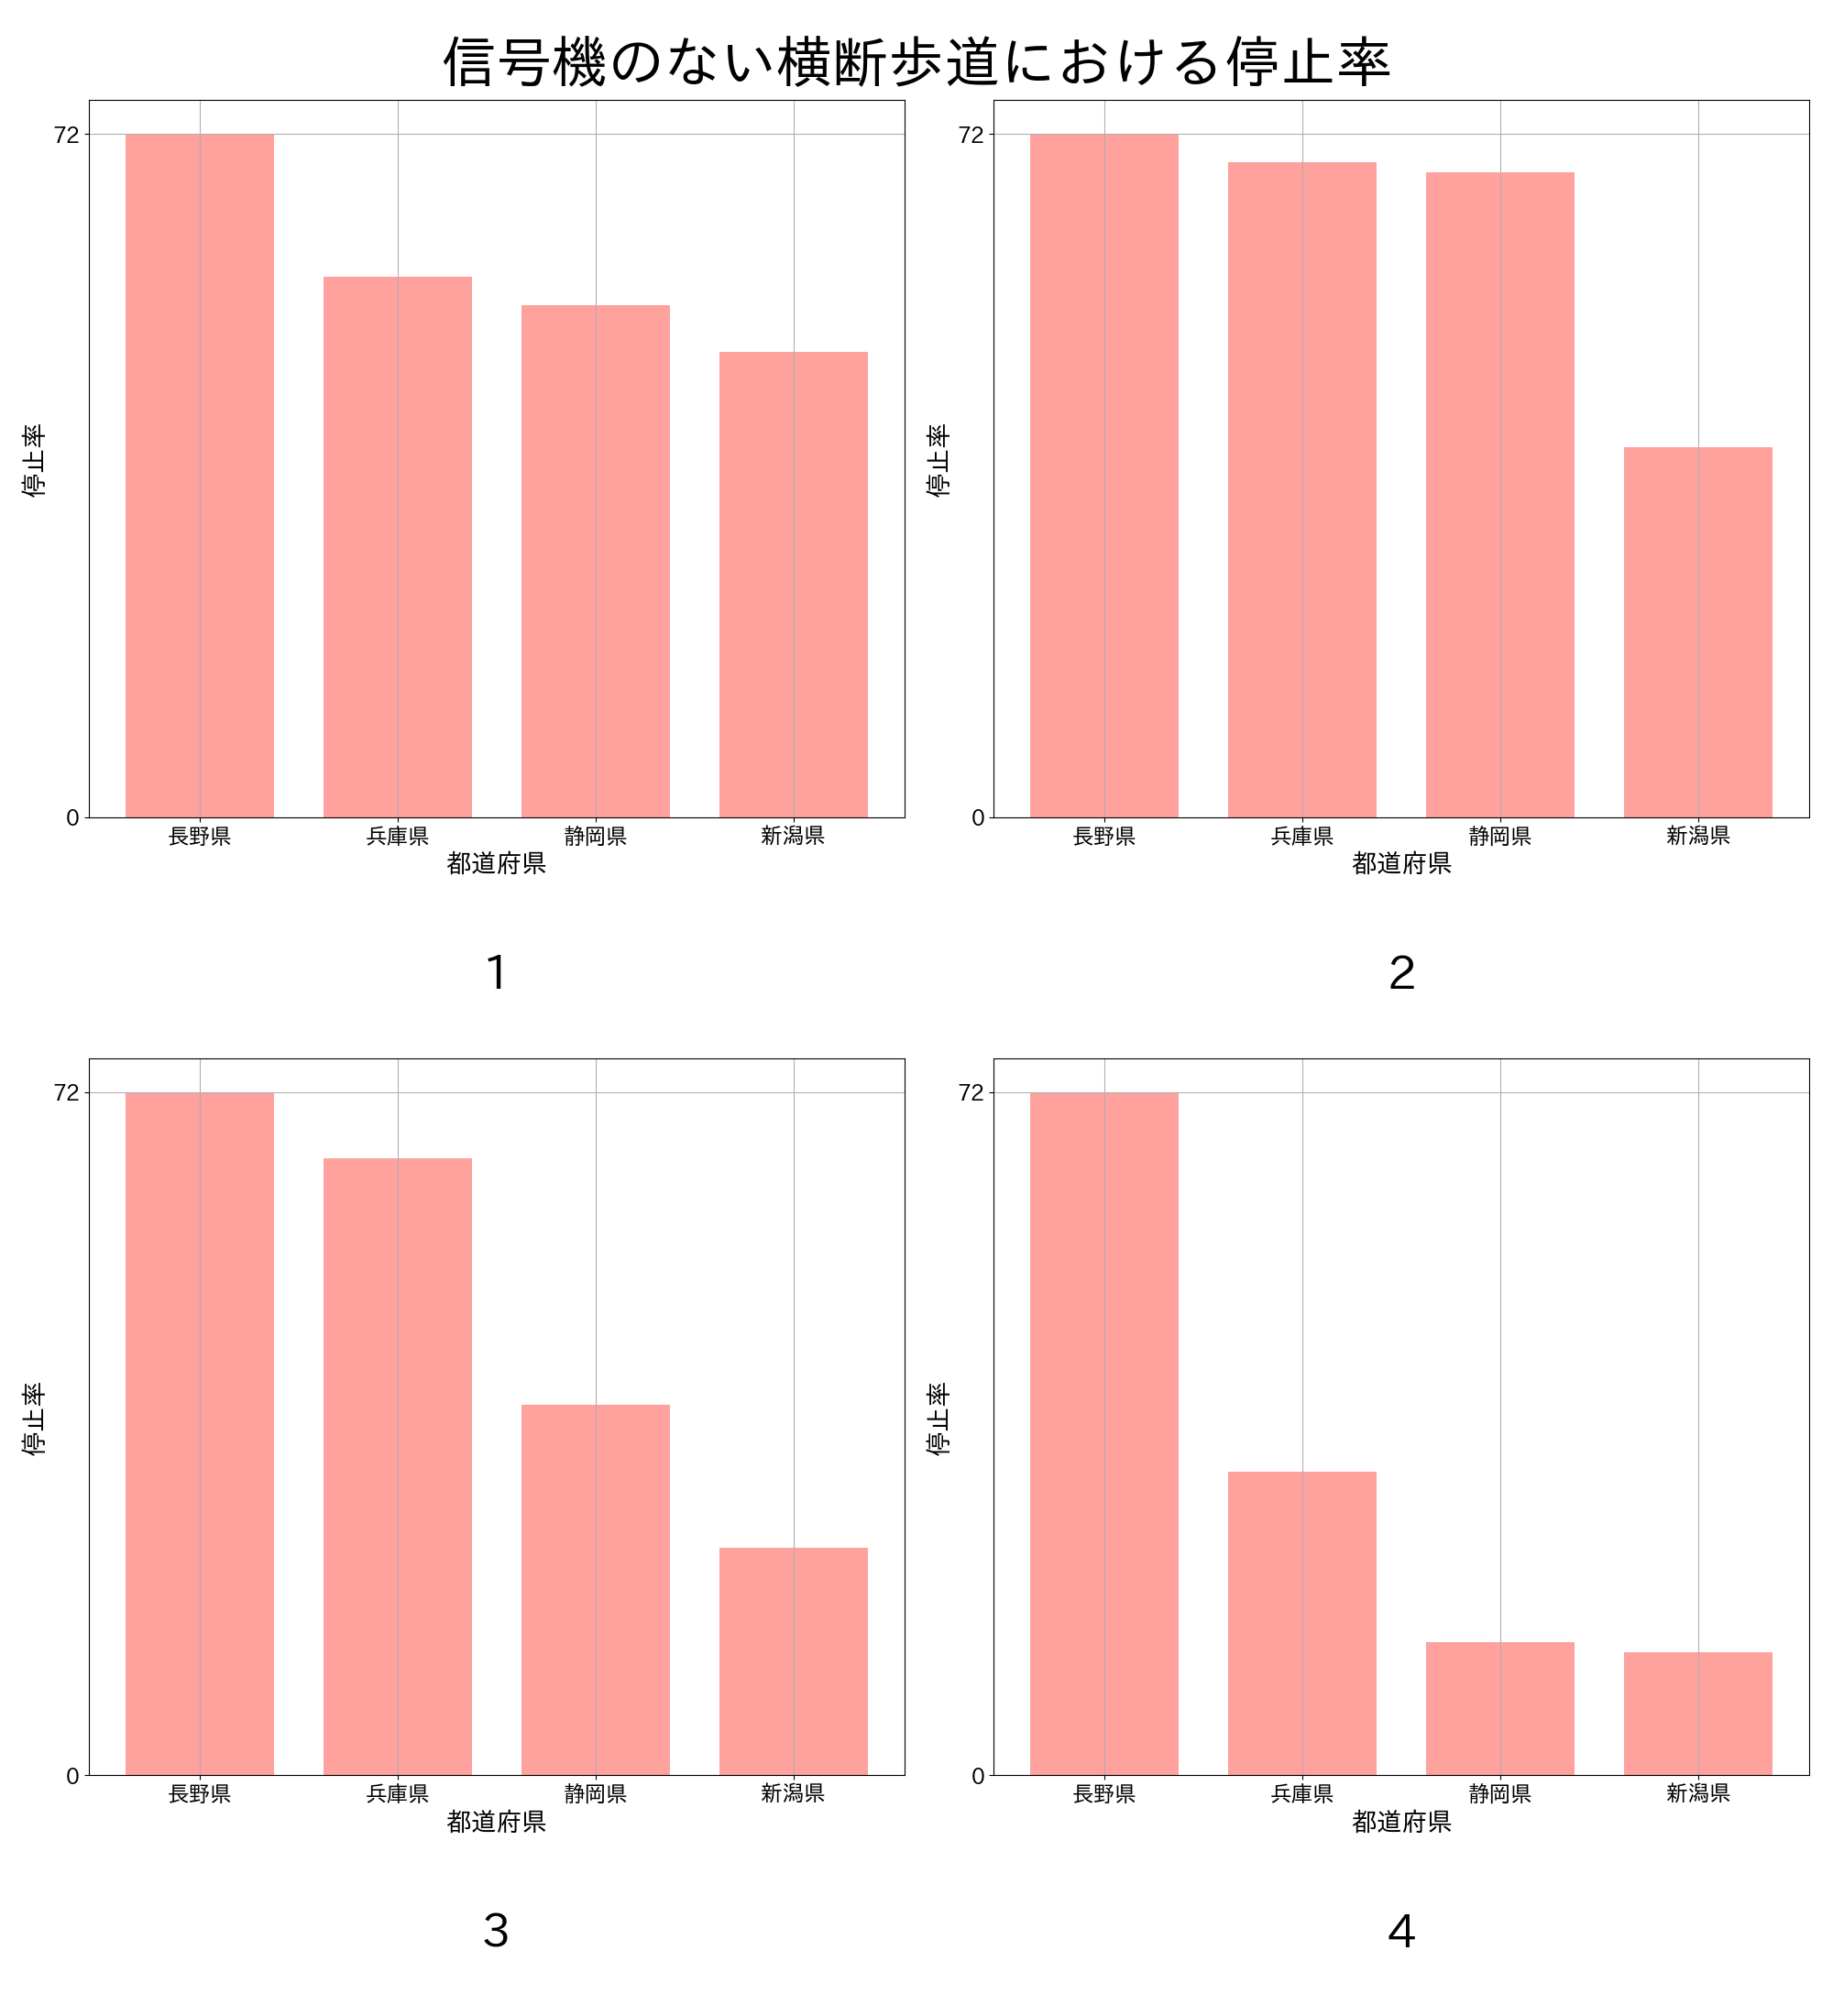 信号機のない横断歩道における停止率
72
0
停止率
長野県 兵庫県 静岡県 新潟県
都道府県
1
72
0
停止率
長野県 兵庫県 静岡県 新潟県
都道府県
2
72
0
停止率
長野県 兵庫県 静岡県 新潟県
都道府県
3
72
0
停止率
長野県 兵庫県 静岡県 新潟県
都道府県
4